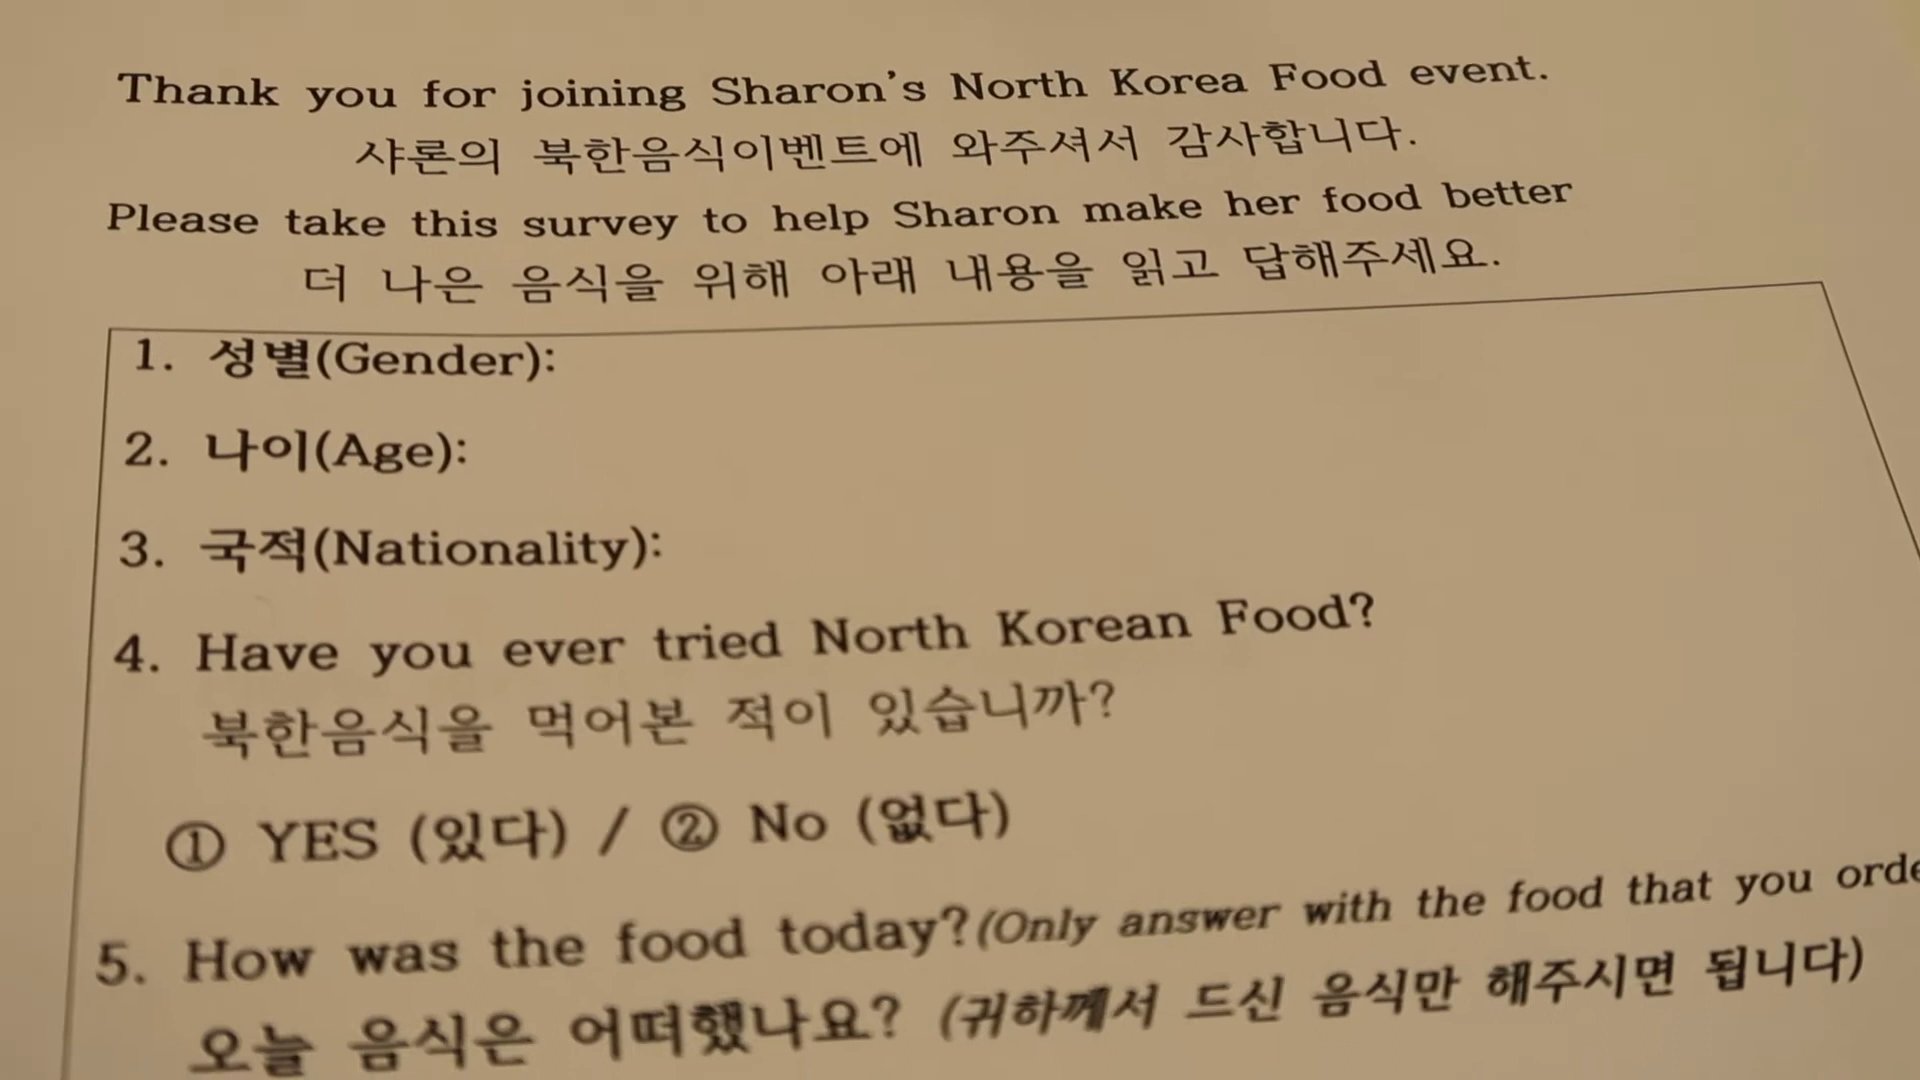 Thank you for joining Sharon's North Korea Food event.
샤론의 북한음식이벤트에 와주셔서 감사합니다.
Please take this survey to help Sharon make her food better
더 나은 음식을 위해 아래 내용을 읽고 답해주세요.
1. 성별(Gender):
2. 나이(Age):
3. 국적(Nationality):
4. Have you ever tried North Korean Food?
북한음식을 먹어본 적이 있습니까?
① YES (있다) / ② No (없다)
5. How was the food today?(Only answer with the food that you
오늘 음식은 어떠했나요? (귀하께서 드신 음식만 해주시면 됩니다)